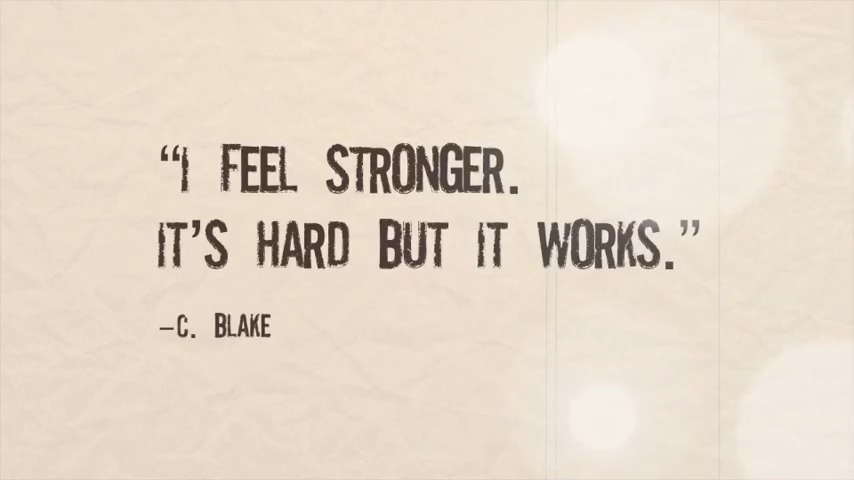 “I FEEL STRONGER.
IT’S HARD BUT IT WORKS.”
–C. BLAKE